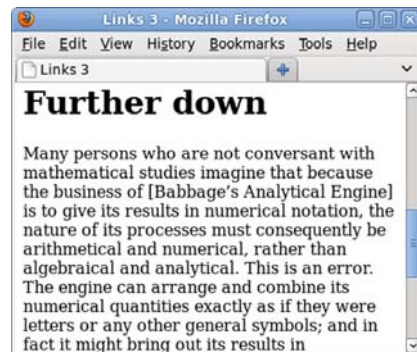 Links 3 - Mozilla Firefox
File Edit View History Bookmarks Tools Help
Links 3
Further down
Many persons who are not conversant with
mathematical studies imagine that because
the business of [Babbage’s Analytical Engine]
is to give its results in numerical notation, the
nature of its processes must consequently be
arithmetical and numerical, rather than
algebraical and analytical. This is an error.
The engine can arrange and combine its
numerical quantities exactly as if they were
letters or any other general symbols; and in
fact it might bring out its results in